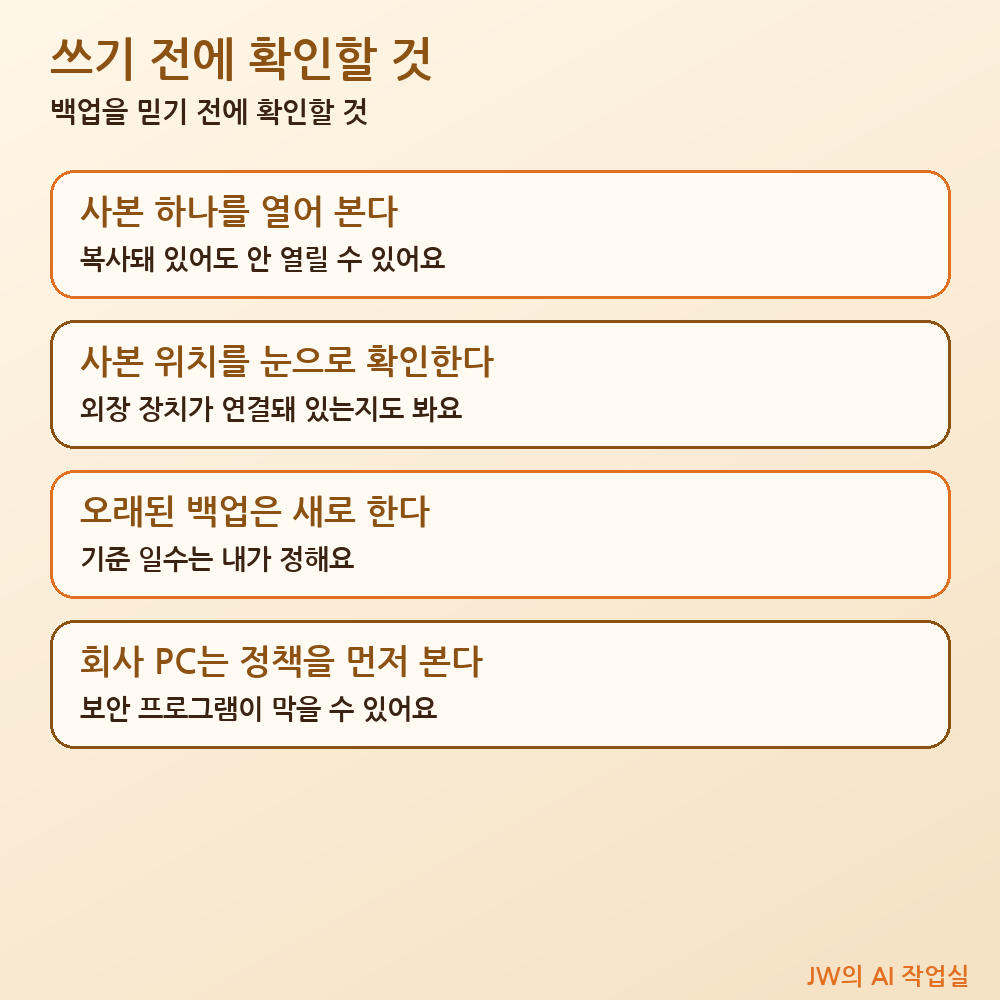 쓰기 전에 확인할 것
백업을 믿기 전에 확인할 것
사본 하나를 열어 본다
복사돼 있어도 안 열릴 수 있어요
사본 위치를 눈으로 확인한다
외장 장치가 연결돼 있는지도 봐요
오래된 백업은 새로 한다
기준 일수는 내가 정해요
회사 PC는 정책을 먼저 본다
보안 프로그램이 막을 수 있어요
JW의 AI 작업실